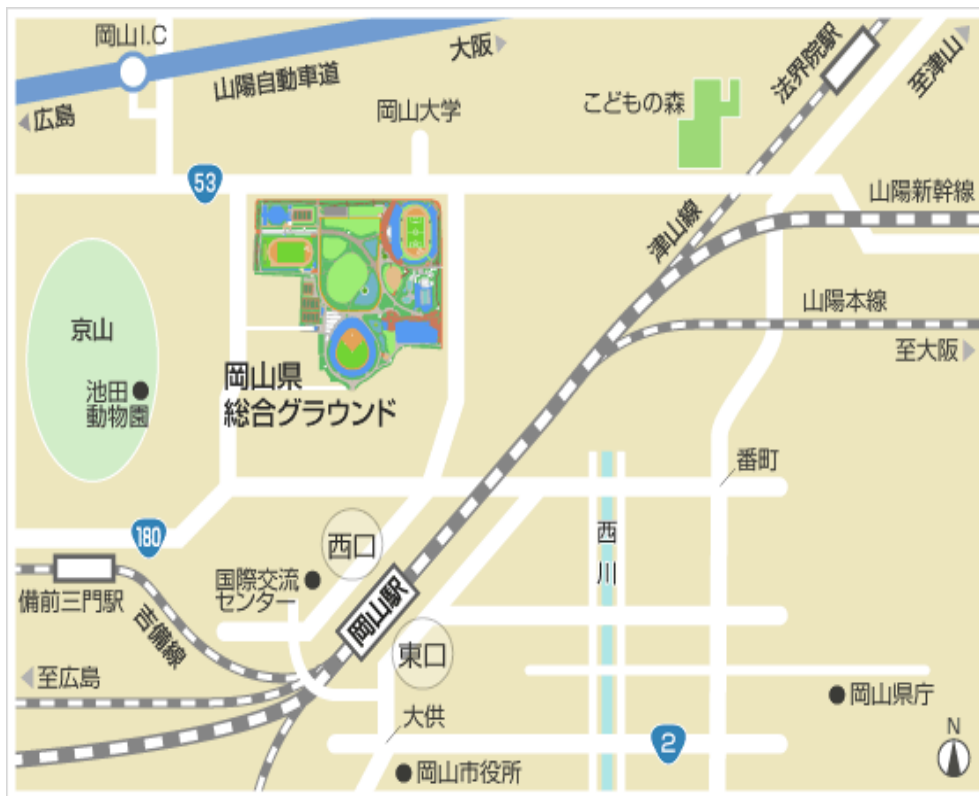 岡山I.C
大阪
山陽自動車道
広島
岡山大学
こどもの森
法界院駅
至津山
53
津山線
山陽新幹線
山陽本線
至大阪
京山
池田
動物園
岡山県
総合グラウンド
番町
180
西口
西川
備前三門駅
国際交流
センター
岡山駅
吉備線
東口
至広島
大供
岡山県庁
2
N
岡山市役所